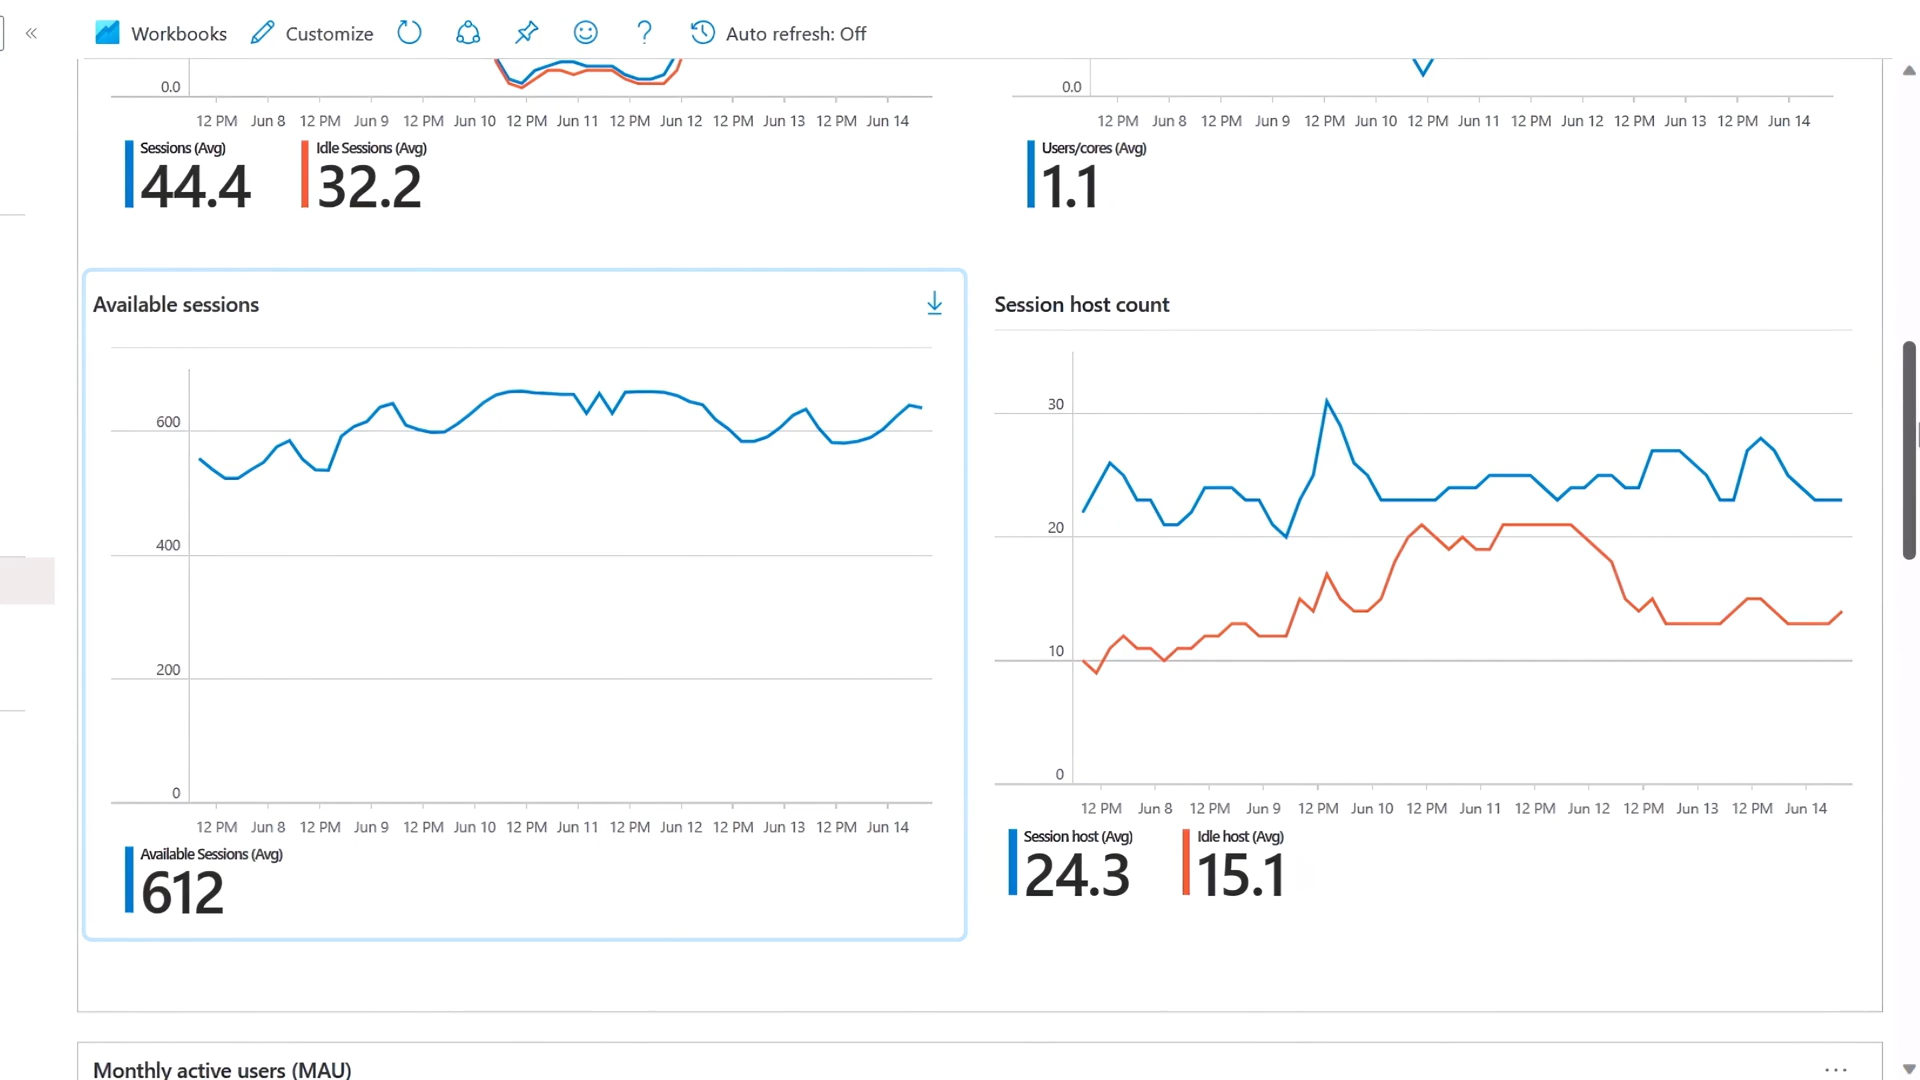 Workbooks Customize ? Auto refresh: Off
0.0
12 PM Jun 8 12 PM Jun 9 12 PM Jun 10 12 PM Jun 11 12 PM Jun 12 12 PM Jun 13 12 PM Jun 14
Sessions (Avg)
44.4
Idle Sessions (Avg)
32.2
0.0
12 PM Jun 8 12 PM Jun 9 12 PM Jun 10 12 PM Jun 11 12 PM Jun 12 12 PM Jun 13 12 PM Jun 14
Users/cores (Avg)
1.1
Available sessions
600
400
200
0
12 PM Jun 8 12 PM Jun 9 12 PM Jun 10 12 PM Jun 11 12 PM Jun 12 12 PM Jun 13 12 PM Jun 14
Available Sessions (Avg)
612
Session host count
30
20
10
0
12 PM Jun 8 12 PM Jun 9 12 PM Jun 10 12 PM Jun 11 12 PM Jun 12 12 PM Jun 13 12 PM Jun 14
Session host (Avg)
24.3
Idle host (Avg)
15.1
Monthly active users (MAU)